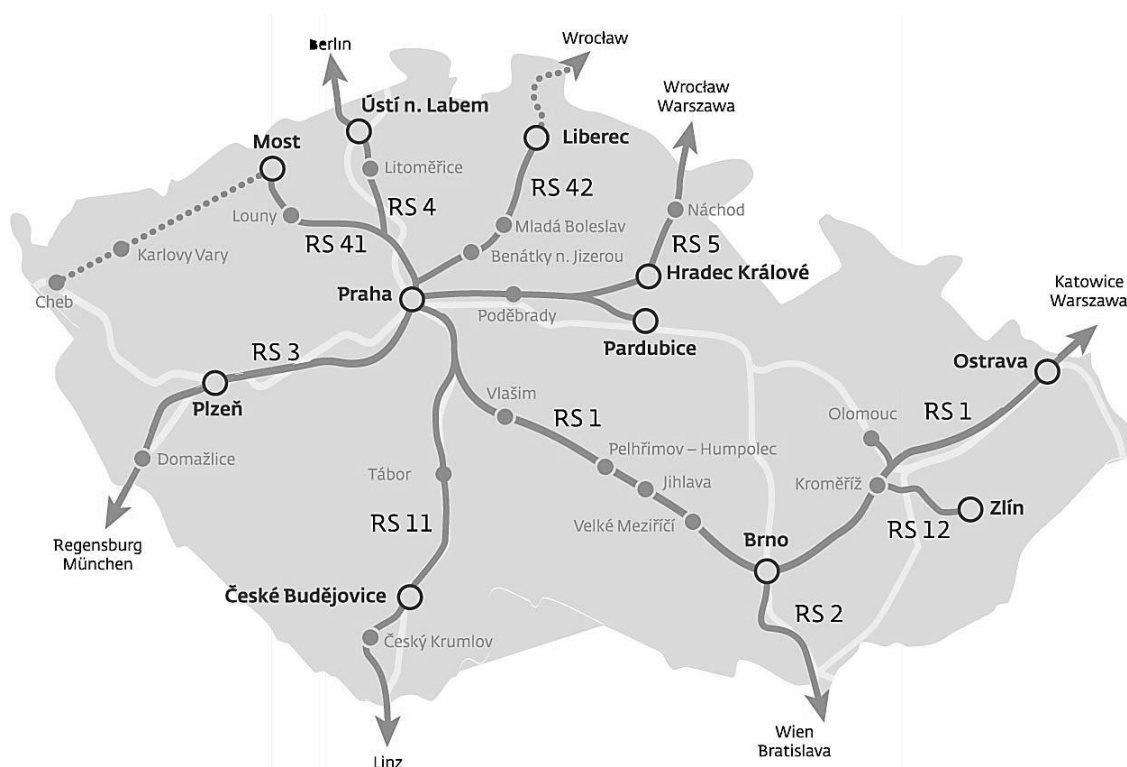 Berlin
Wrocław
Wrocław
Warszawa
Ústí n. Labem
Most
Liberec
Litoměřice
RS 42
RS 4
Louny
Náchod
Mladá Boleslav
RS 41
RS 5
Karlovy Vary
Benátky n. Jizerou
Hradec Králové
Cheb
Praha
Katowice
Warszawa
Poděbrady
Pardubice
RS 3
Ostrava
Plzeň
Vlašim
RS 1
Olomouc
RS 1
Domažlice
Pelhřimov – Humpolec
Tábor
Jihlava
Kroměříž
Zlín
RS 11
Velké Meziříčí
RS 12
Brno
Regensburg
München
České Budějovice
RS 2
Český Krumlov
Wien
Bratislava
Linz